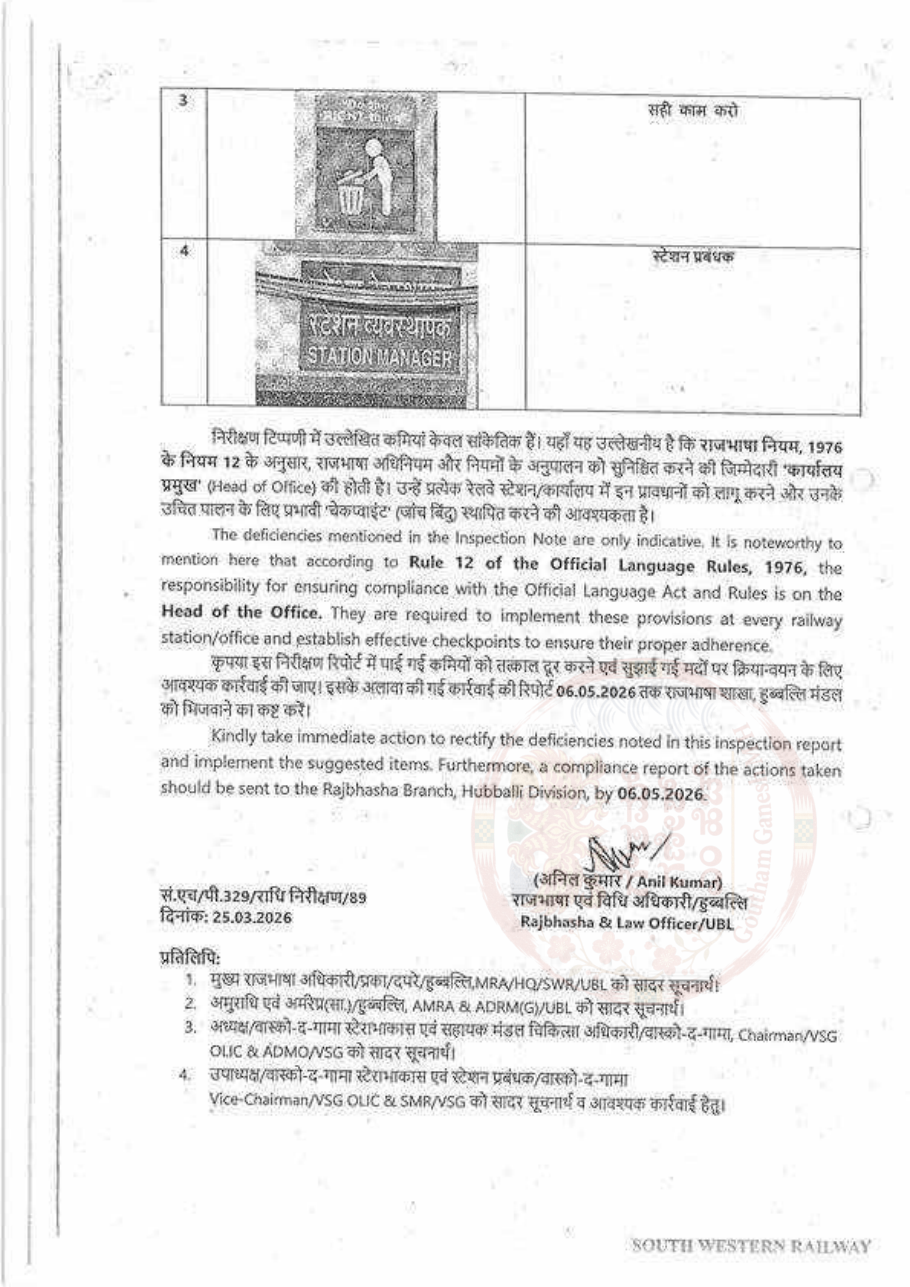 3
Do the
RIGHT thing
सही काम करो
4
स्टेशन प्रबंधक
स्टेशन व्यवस्थापक
STATION MANAGER
निरीक्षण टिप्पणी में उल्लेखित कमियां केवल सांकेतिक हैं। यहाँ यह उल्लेखनीय है कि राजभाषा नियम, 1976
के नियम 12 के अनुसार, राजभाषा अधिनियम और नियमों के अनुपालन को सुनिश्चित करने की जिम्मेदारी 'कार्यालय
प्रमुख' (Head of Office) की होती है। उन्हें प्रत्येक रेलवे स्टेशन/कार्यालय में इन प्रावधानों को लागू करने और उनके
उचित पालन के लिए प्रभावी 'चेकप्वाइंट' (जांच बिंदु) स्थापित करने की आवश्यकता है।
The deficiencies mentioned in the Inspection Note are only indicative. It is noteworthy to
mention here that according to Rule 12 of the Official Language Rules, 1976, the
responsibility for ensuring compliance with the Official Language Act and Rules is on the
Head of the Office. They are required to implement these provisions at every railway
station/office and establish effective checkpoints to ensure their proper adherence.
कृपया इस निरीक्षण रिपोर्ट में पाई गई कमियों को तत्काल दूर करने एवं सुझाई गई मदों पर क्रियान्वयन के लिए
आवश्यक कार्रवाई की जाए। इसके अलावा की गई कार्रवाई की रिपोर्ट 06.05.2026 तक राजभाषा शाखा, हुब्बल्लि मंडल
को भिजवाने का कष्ट करें।
Kindly take immediate action to rectify the deficiencies noted in this inspection report
and implement the suggested items. Furthermore, a compliance report of the actions taken
should be sent to the Rajbhasha Branch, Hubballi Division, by 06.05.2026.
(अनिल कुमार / Anil Kumar)
सं.एच/पी.329/राधि निरीक्षण/89
राजभाषा एवं विधि अधिकारी/हुब्बल्लि
दिनांक: 25.03.2026
Rajbhasha & Law Officer/UBL
Goutham Ganesh
प्रतिलिपि:
1. मुख्य राजभाषा अधिकारी/प्रका/दपरे/हुब्बल्लि,MRA/HQ/SWR/UBL को सादर सूचनार्थ।
2. अमुराधि एवं अमंरेप्र(सा.)/हुब्बल्लि, AMRA & ADRM(G)/UBL को सादर सूचनार्थ।
3. अध्यक्ष/वास्को-द-गामा स्टेराभाकास एवं सहायक मंडल चिकित्सा अधिकारी/वास्को-द-गामा, Chairman/VSG
OLIC & ADMO/VSG को सादर सूचनार्थ।
4. उपाध्यक्ष/वास्को-द-गामा स्टेराभाकास एवं स्टेशन प्रबंधक/वास्को-द-गामा
Vice-Chairman/VSG OLIC & SMR/VSG को सादर सूचनार्थ व आवश्यक कार्रवाई हेतु।
SOUTH WESTERN RAILWAY